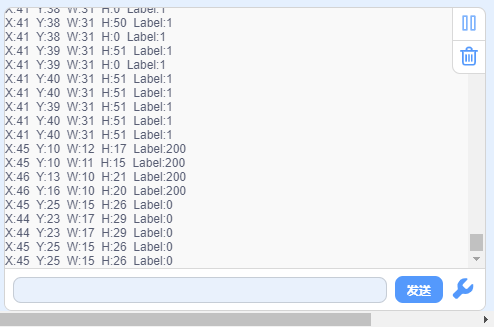 X:41 Y:38 W:31 H:0 Label:1
X:41 Y:38 W:31 H:50 Label:1
X:41 Y:38 W:31 H:0 Label:1
X:41 Y:39 W:31 H:51 Label:1
X:41 Y:39 W:31 H:0 Label:1
X:41 Y:40 W:31 H:51 Label:1
X:41 Y:40 W:31 H:51 Label:1
X:41 Y:39 W:31 H:51 Label:1
X:41 Y:40 W:31 H:51 Label:1
X:41 Y:40 W:31 H:51 Label:1
X:45 Y:10 W:12 H:17 Label:200
X:45 Y:10 W:11 H:15 Label:200
X:46 Y:13 W:10 H:21 Label:200
X:46 Y:16 W:10 H:20 Label:200
X:45 Y:25 W:15 H:26 Label:0
X:44 Y:23 W:17 H:29 Label:0
X:44 Y:23 W:17 H:29 Label:0
X:45 Y:25 W:15 H:26 Label:0
X:45 Y:25 W:15 H:26 Label:0
发送